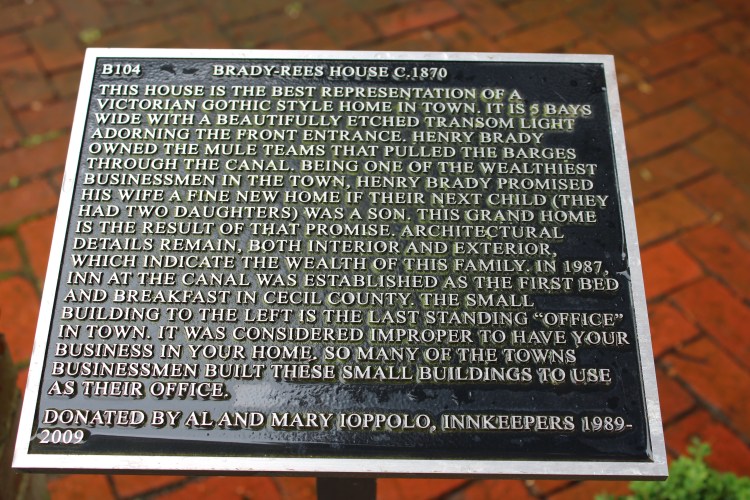 B104 BRADY-REES HOUSE C.1870
THIS HOUSE IS THE BEST REPRESENTATION OF A
VICTORIAN GOTHIC STYLE HOME IN TOWN. IT IS 5 BAYS
WIDE WITH A BEAUTIFULLY ETCHED TRANSOM LIGHT
ADORNING THE FRONT ENTRANCE. HENRY BRADY
OWNED THE MULE TEAMS THAT PULLED THE BARGES
THROUGH THE CANAL. BEING ONE OF THE WEALTHIEST
BUSINESSMEN IN THE TOWN, HENRY BRADY PROMISED
HIS WIFE A FINE NEW HOME IF THEIR NEXT CHILD (THEY
HAD TWO DAUGHTERS) WAS A SON. THIS GRAND HOME
IS THE RESULT OF THAT PROMISE. ARCHITECTURAL
DETAILS REMAIN, BOTH INTERIOR AND EXTERIOR,
WHICH INDICATE THE WEALTH OF THIS FAMILY. IN 1987,
INN AT THE CANAL WAS ESTABLISHED AS THE FIRST BED
AND BREAKFAST IN CECIL COUNTY. THE SMALL
BUILDING TO THE LEFT IS THE LAST STANDING “OFFICE”
IN TOWN. IT WAS CONSIDERED IMPROPER TO HAVE YOUR
BUSINESS IN YOUR HOME. SO MANY OF THE TOWNS
BUSINESSMEN BUILT THESE SMALL BUILDINGS TO USE
AS THEIR OFFICE.
DONATED BY AL AND MARY IOPPOLO, INNKEEPERS 1989-
2009